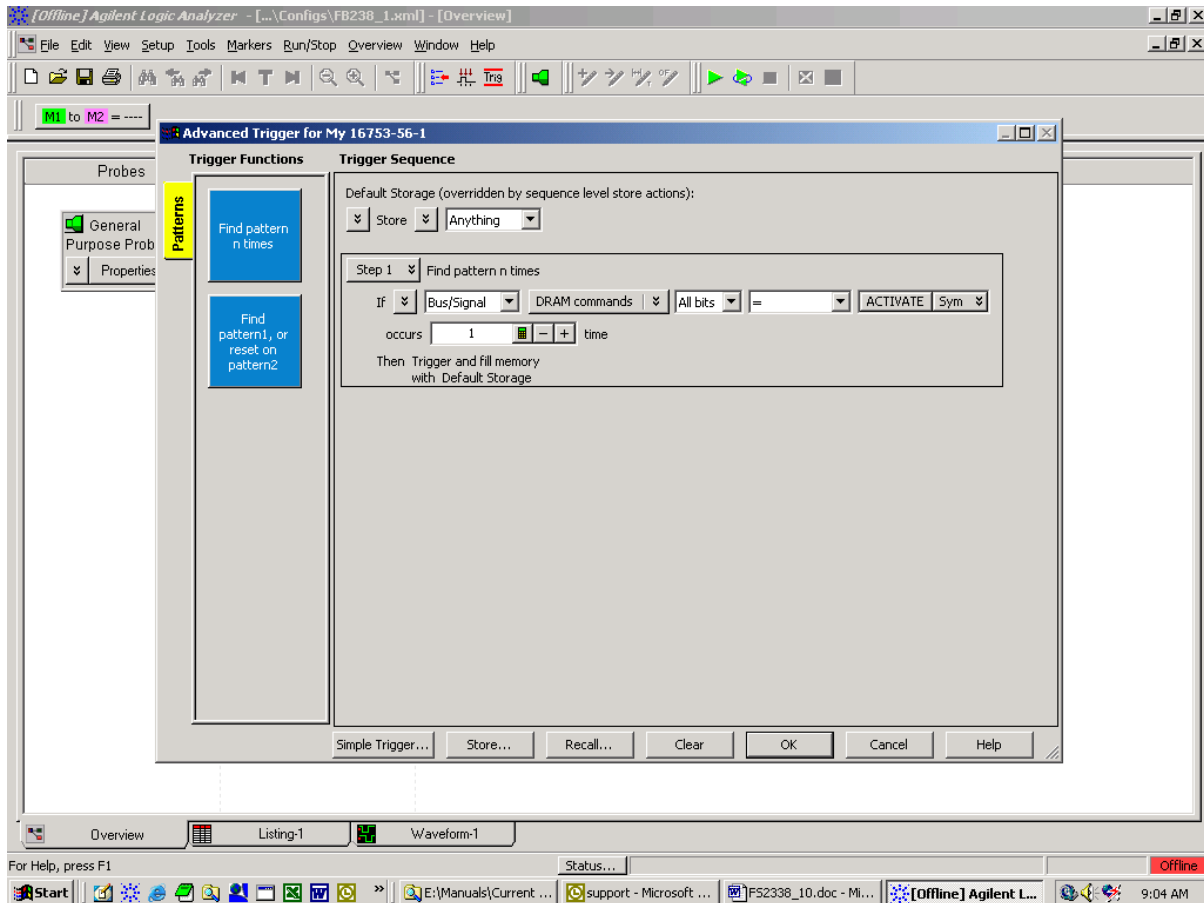 [Offline] Agilent Logic Analyzer - [...\Configs\FB238_1.xml] - [Overview]
File Edit View Setup Tools Markers Run/Stop Overview Window Help
Trig
M1 to M2 = ----
Advanced Trigger for My 16753-56-1
Probes
General
Purpose Prob
Properties
Patterns
Trigger Functions
Find pattern
n times
Find
pattern1, or
reset on
pattern2
Trigger Sequence
Default Storage (overridden by sequence level store actions):
Store Anything
Step 1 Find pattern n times
If Bus/Signal DRAM commands All bits = ACTIVATE Sym
occurs 1 - + time
Then Trigger and fill memory
with Default Storage
Simple Trigger... Store... Recall... Clear OK Cancel Help
Overview Listing-1 Waveform-1
For Help, press F1 Status... Offline
Start » E:\Manuals\Current ... support - Microsoft ... FS2338_10.doc - Mi... [Offline] Agilent L... 9:04 AM